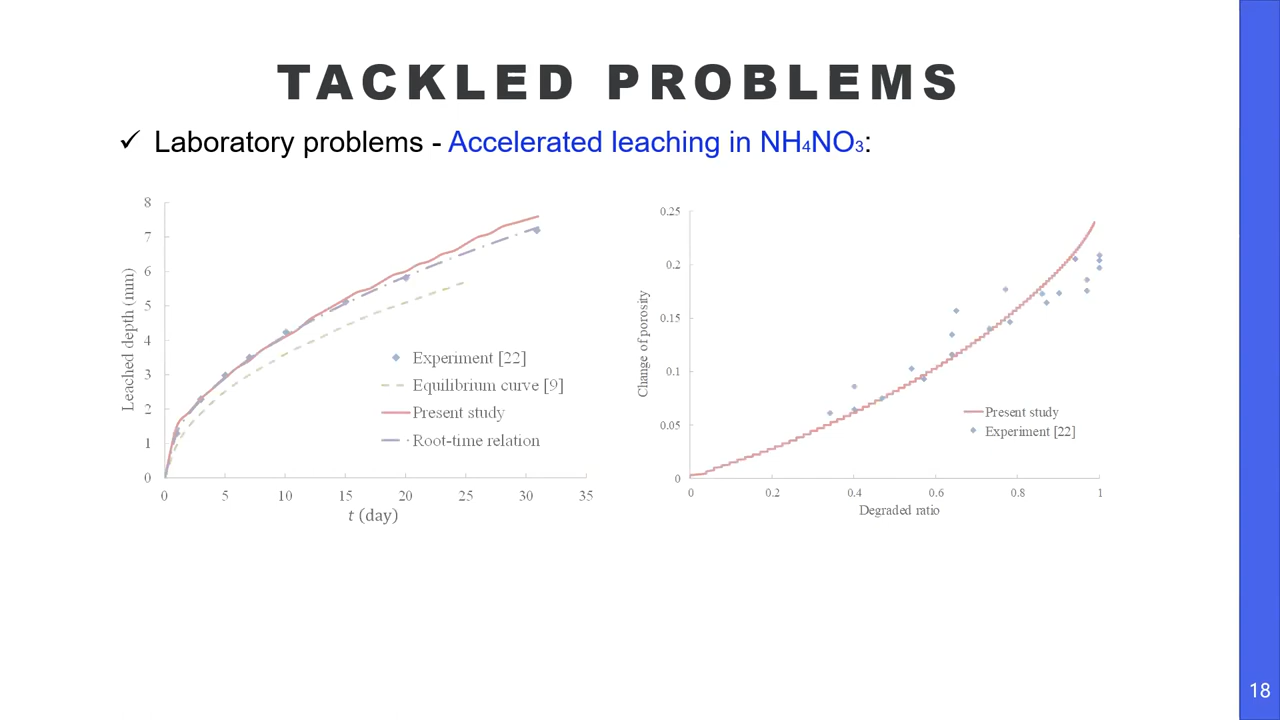 TACKLED PROBLEMS
✓ Laboratory problems - Accelerated leaching in NH₄NO₃:
8
7
6
5
4
3
2
1
0
Leached depth (mm)
0 5 10 15 20 25 30 35
t (day)
Experiment [22]
Equilibrium curve [9]
Present study
Root-time relation
0.25
0.2
0.15
0.1
0.05
0
Change of porosity
0 0.2 0.4 0.6 0.8 1
Degraded ratio
Present study
Experiment [22]
18